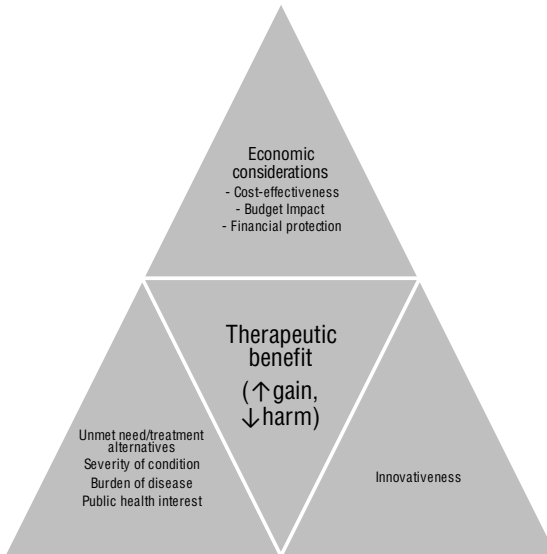 Economic
considerations
- Cost-effectiveness
- Budget Impact
- Financial protection
Therapeutic
benefit
(↑gain,
↓harm)
Unmet need/treatment
alternatives
Severity of condition
Burden of disease
Public health interest
Innovativeness